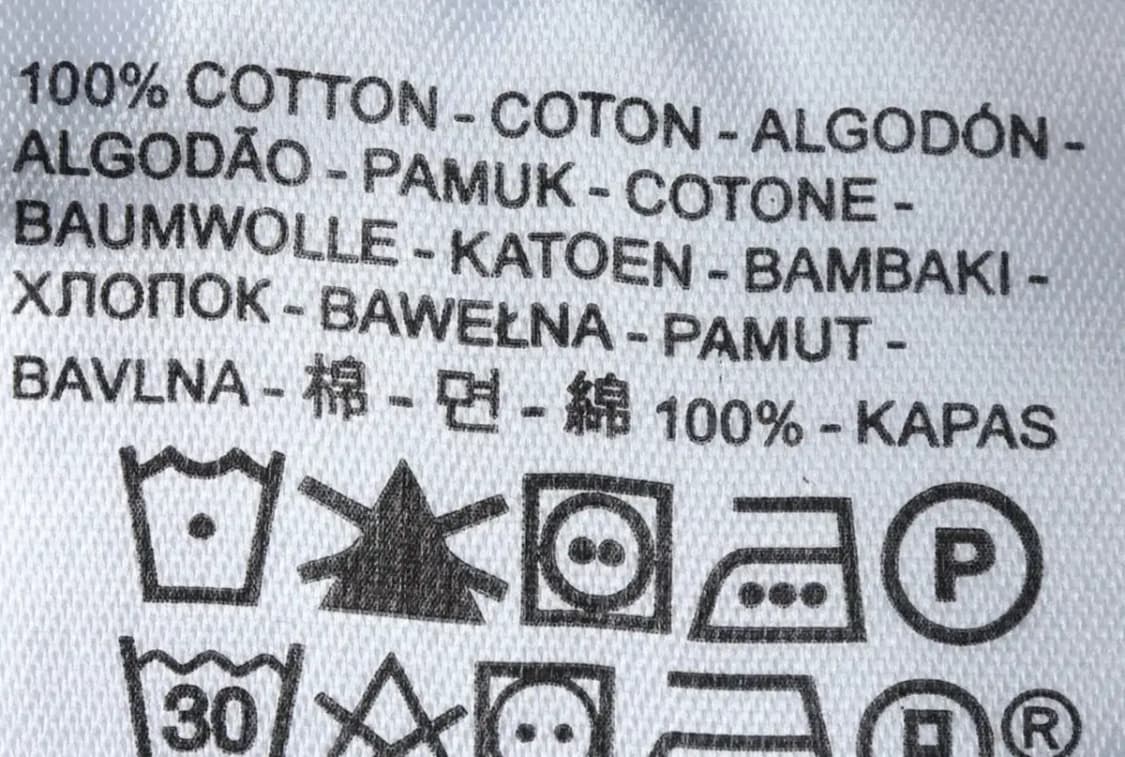 100% COTTON - COTON - ALGODÓN -
ALGODÃO - PAMUK - COTONE -
BAUMWOLLE - KATOEN - BAMBAKI -
ХЛОПОК - BAWEŁNA - PAMUT -
BAVLNA - 棉 - 면 - 綿 100% - KAPAS
P
30
®